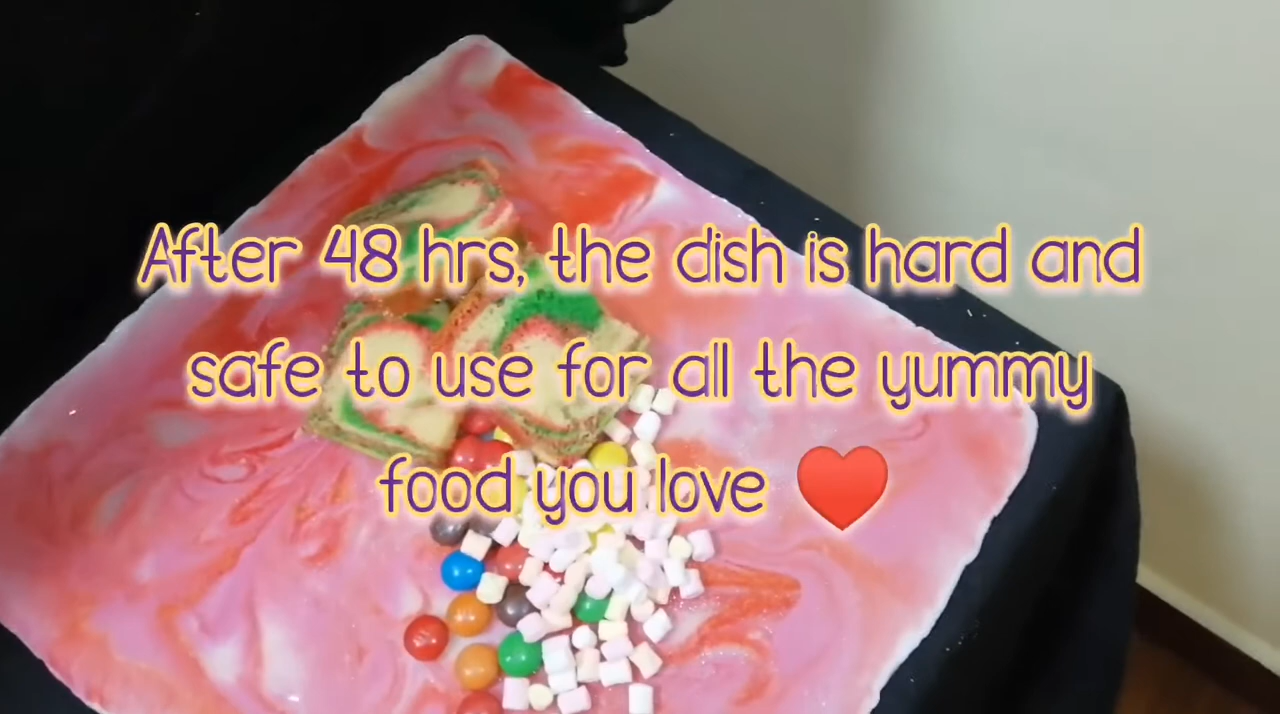 After 48 hrs, the dish is hard and
safe to use for all the yummy
food you love ♥️